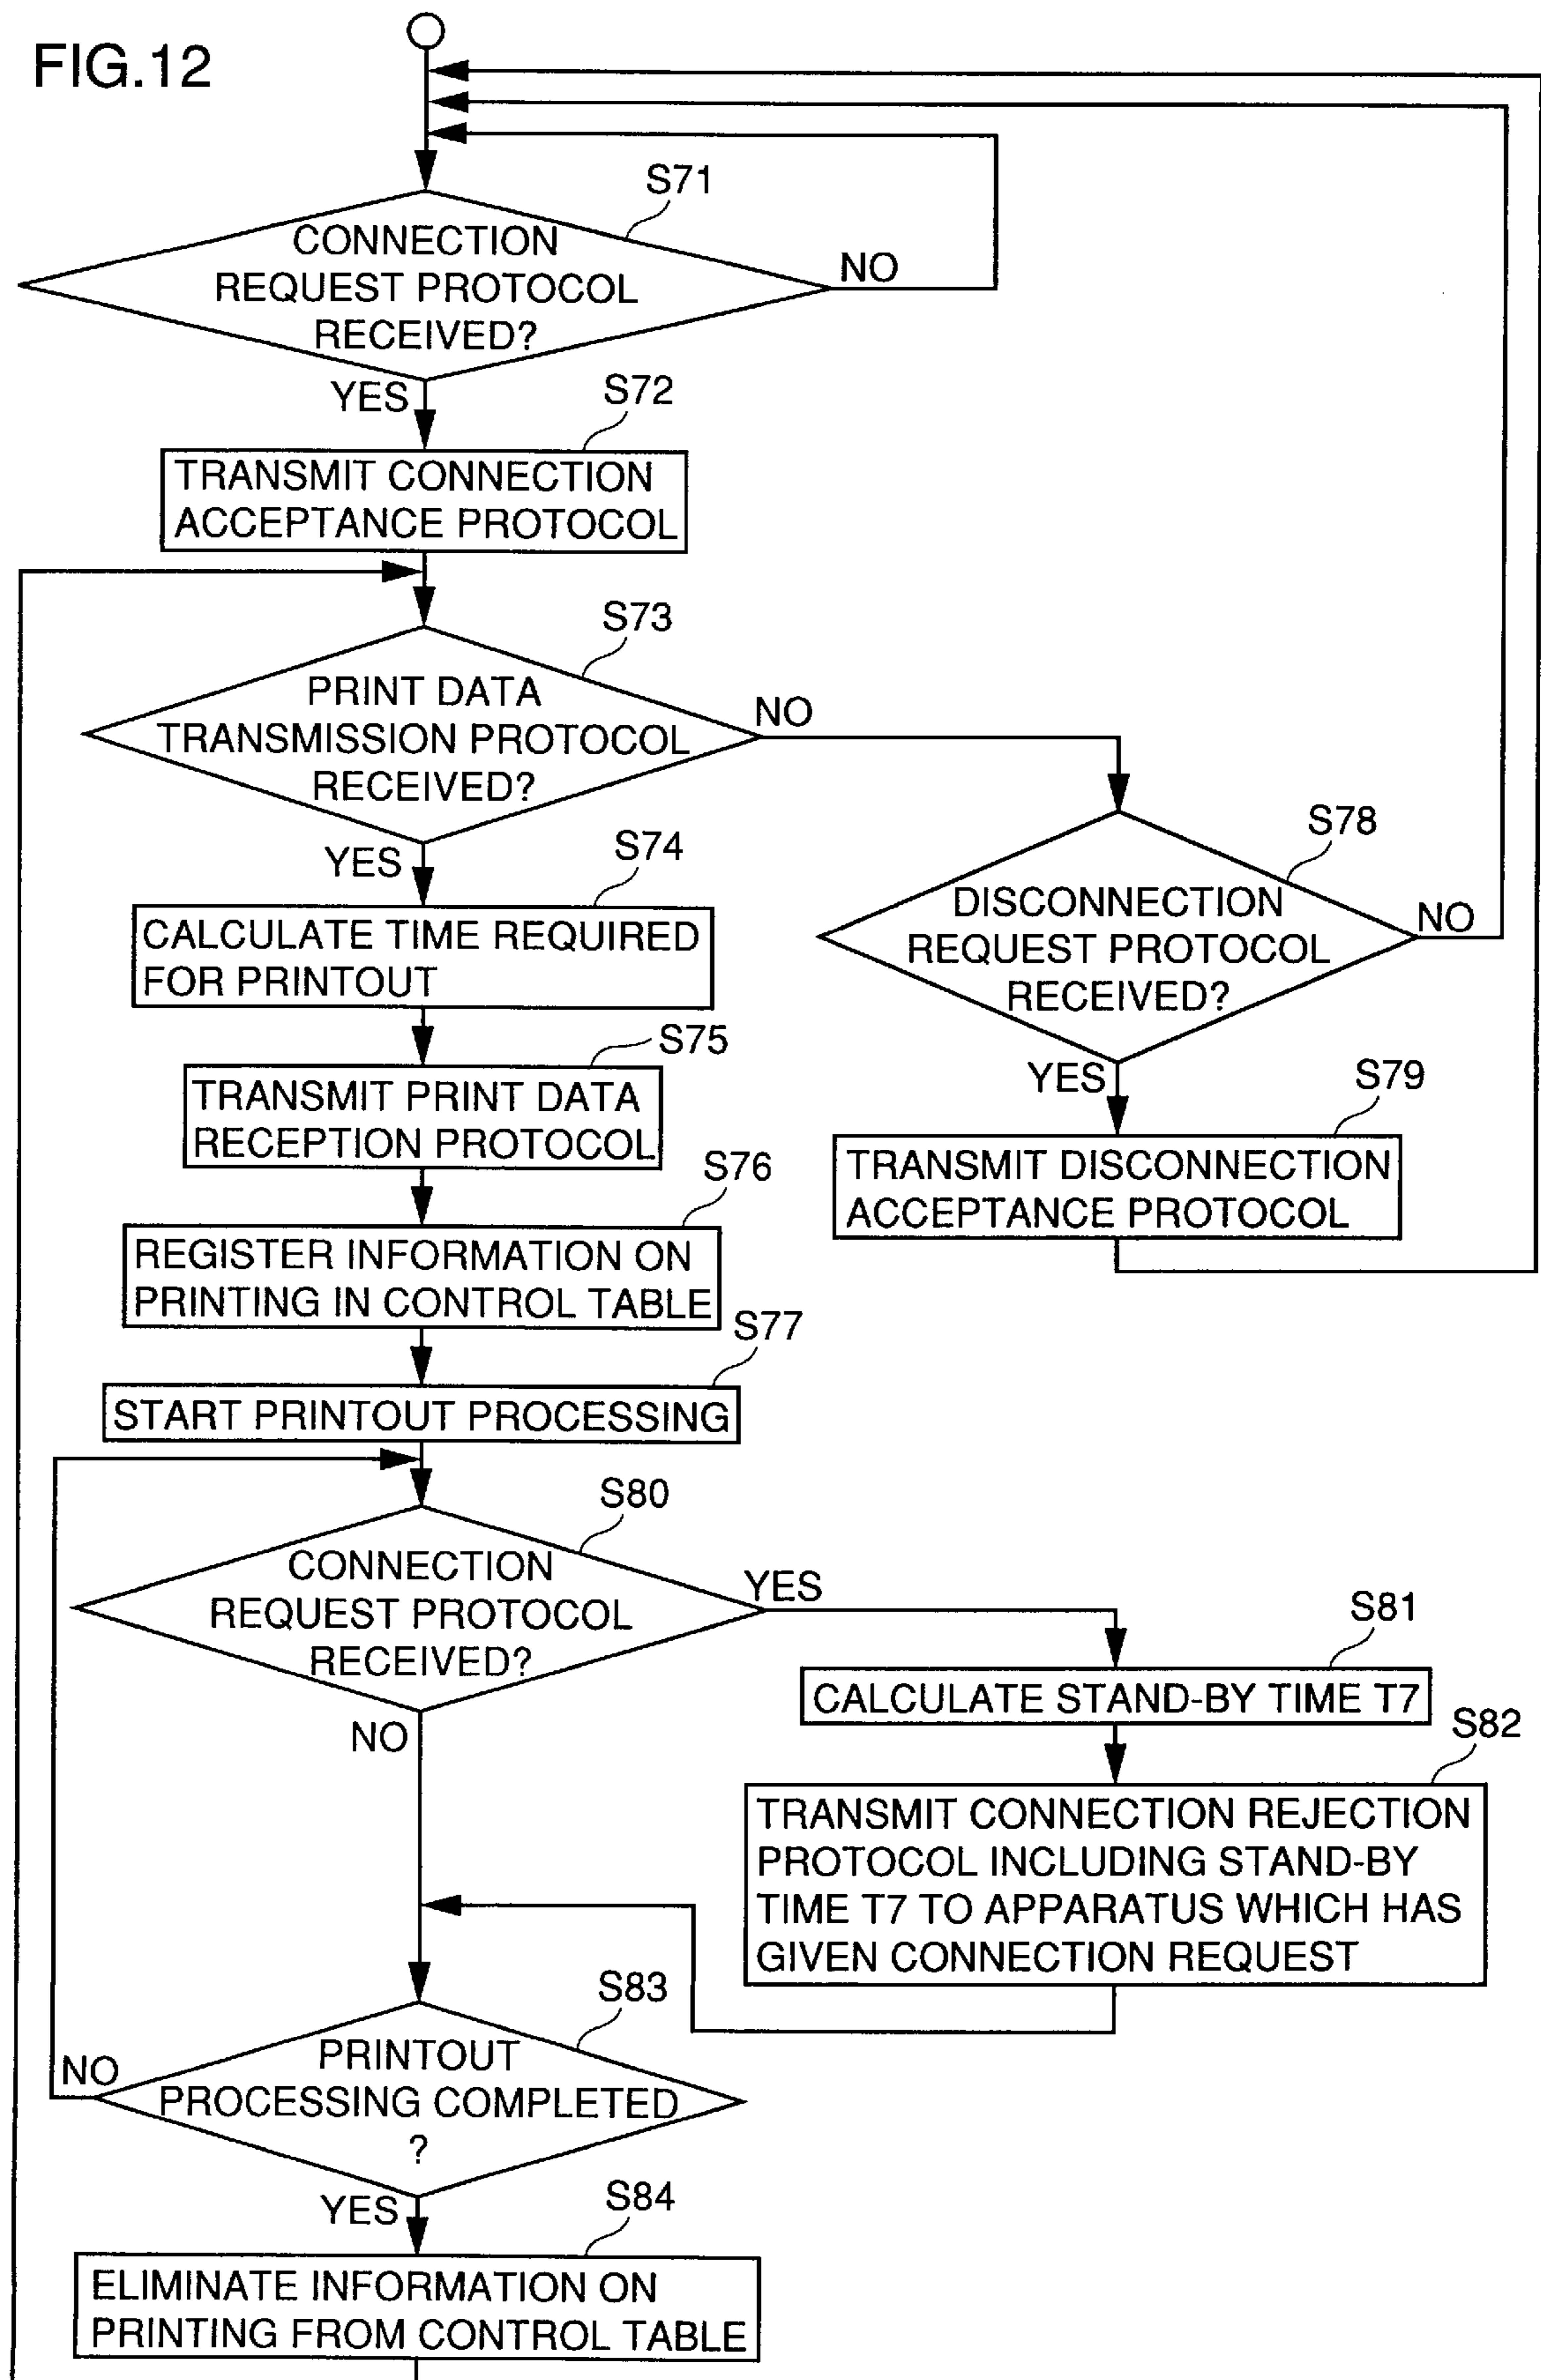 FIG.12
S71
CONNECTION
REQUEST PROTOCOL
RECEIVED?
NO
YES
S72
TRANSMIT CONNECTION
ACCEPTANCE PROTOCOL
S73
PRINT DATA
TRANSMISSION PROTOCOL
RECEIVED?
NO
YES
S74
CALCULATE TIME REQUIRED
FOR PRINTOUT
S75
TRANSMIT PRINT DATA
RECEPTION PROTOCOL
S76
REGISTER INFORMATION ON
PRINTING IN CONTROL TABLE
S77
START PRINTOUT PROCESSING
S78
DISCONNECTION
REQUEST PROTOCOL
RECEIVED?
NO
YES
S79
TRANSMIT DISCONNECTION
ACCEPTANCE PROTOCOL
S80
CONNECTION
REQUEST PROTOCOL
RECEIVED?
YES
NO
S81
CALCULATE STAND-BY TIME T7
S82
TRANSMIT CONNECTION REJECTION
PROTOCOL INCLUDING STAND-BY
TIME T7 TO APPARATUS WHICH HAS
GIVEN CONNECTION REQUEST
S83
PRINTOUT
PROCESSING COMPLETED
?
NO
YES
S84
ELIMINATE INFORMATION ON
PRINTING FROM CONTROL TABLE